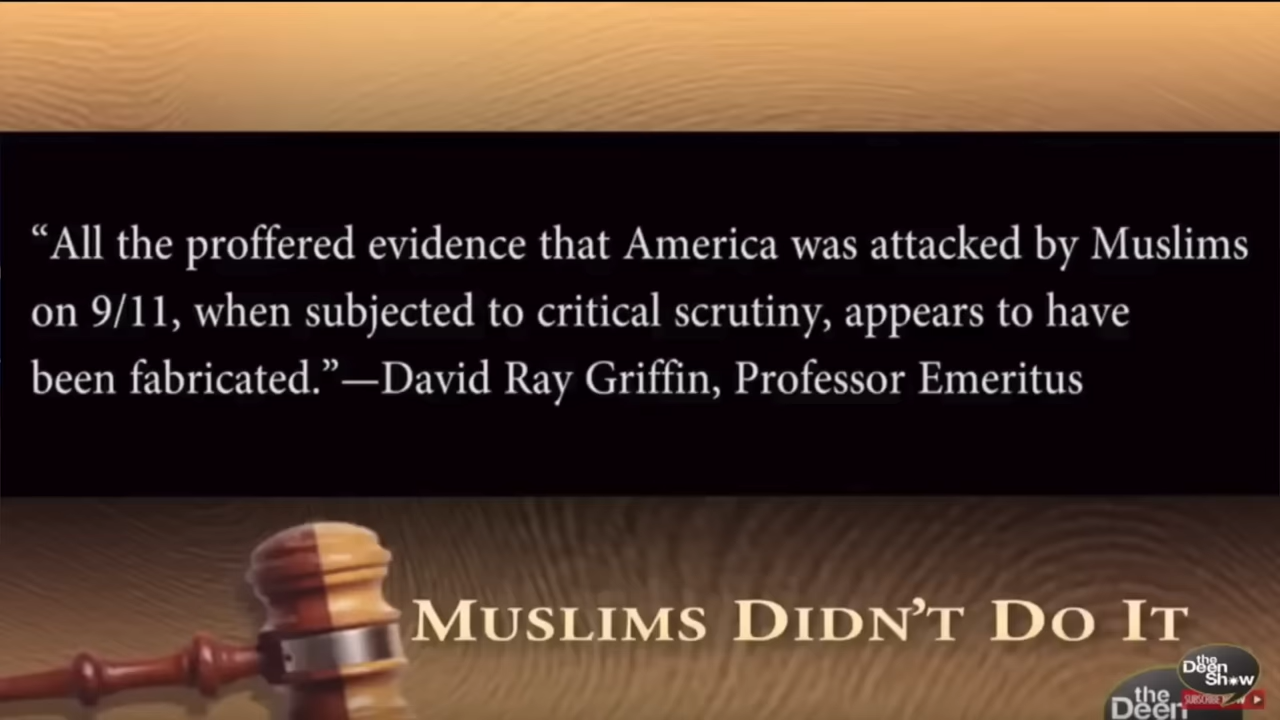 “All the proffered evidence that America was attacked by Muslims
on 9/11, when subjected to critical scrutiny, appears to have
been fabricated.”—David Ray Griffin, Professor Emeritus
MUSLIMS DIDN’T DO IT
the
Deen
Show
SUBSCRIBE
the
Deen